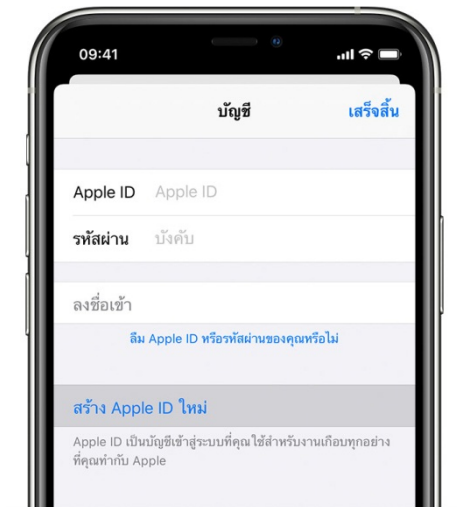 09:41
บัญชี เสร็จสิ้น
Apple ID Apple ID
รหัสผ่าน บังคับ
ลงชื่อเข้า
ลืม Apple ID หรือรหัสผ่านของคุณหรือไม่
สร้าง Apple ID ใหม่
Apple ID เป็นบัญชีเข้าสู่ระบบที่คุณใช้สำหรับงานเกือบทุกอย่าง
ที่คุณทำกับ Apple